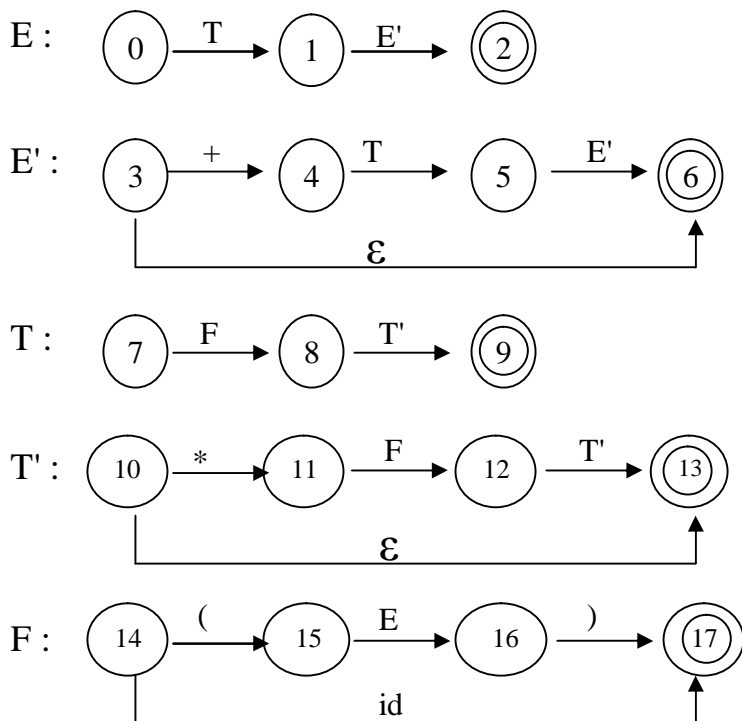 E : 0 T 1 E' 2
E' : 3 + 4 T 5 E' 6
ε
T : 7 F 8 T' 9
T' : 10 * 11 F 12 T' 13
ε
F : 14 ( 15 E 16 ) 17
id